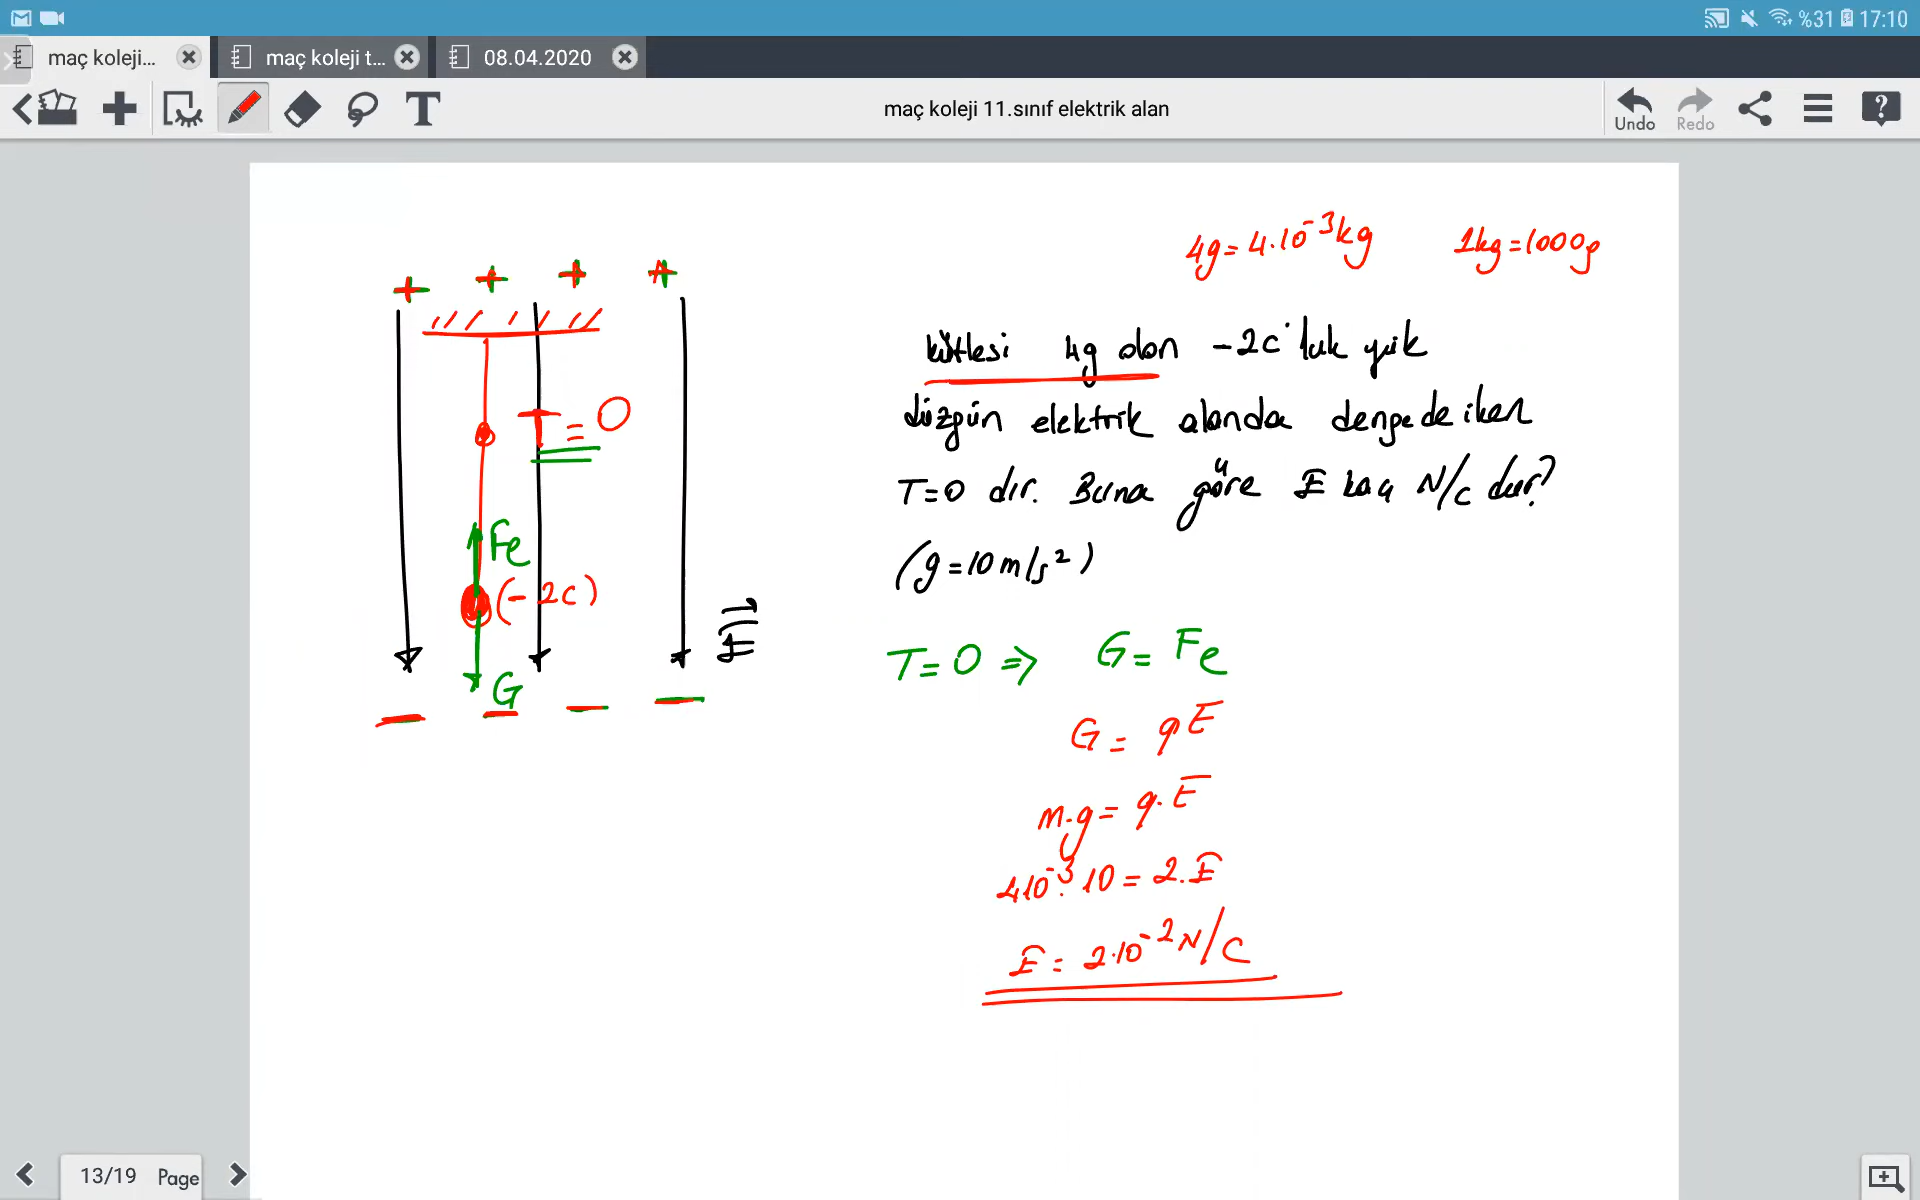 %31 17:10
maç koleji... maç koleji t... 08.04.2020
T maç koleji 11.sınıf elektrik alan Undo Redo ?
4g=4.10⁻³kg 1kg=1000g
+ + + +
kütlesi 4g olan -2C'luk yük
düzgün elektrik alanda dengede iken
T=0 dır. Buna göre E kaç N/C dur?
(g=10m/s²)
T=0
Fe
(-2C)
E
G
- - - -
T=0 ⇒ G=Fe
G=qE
m.g=q.E
4.10⁻³.10=2.E
E=2.10⁻²N/C
13/19 Page